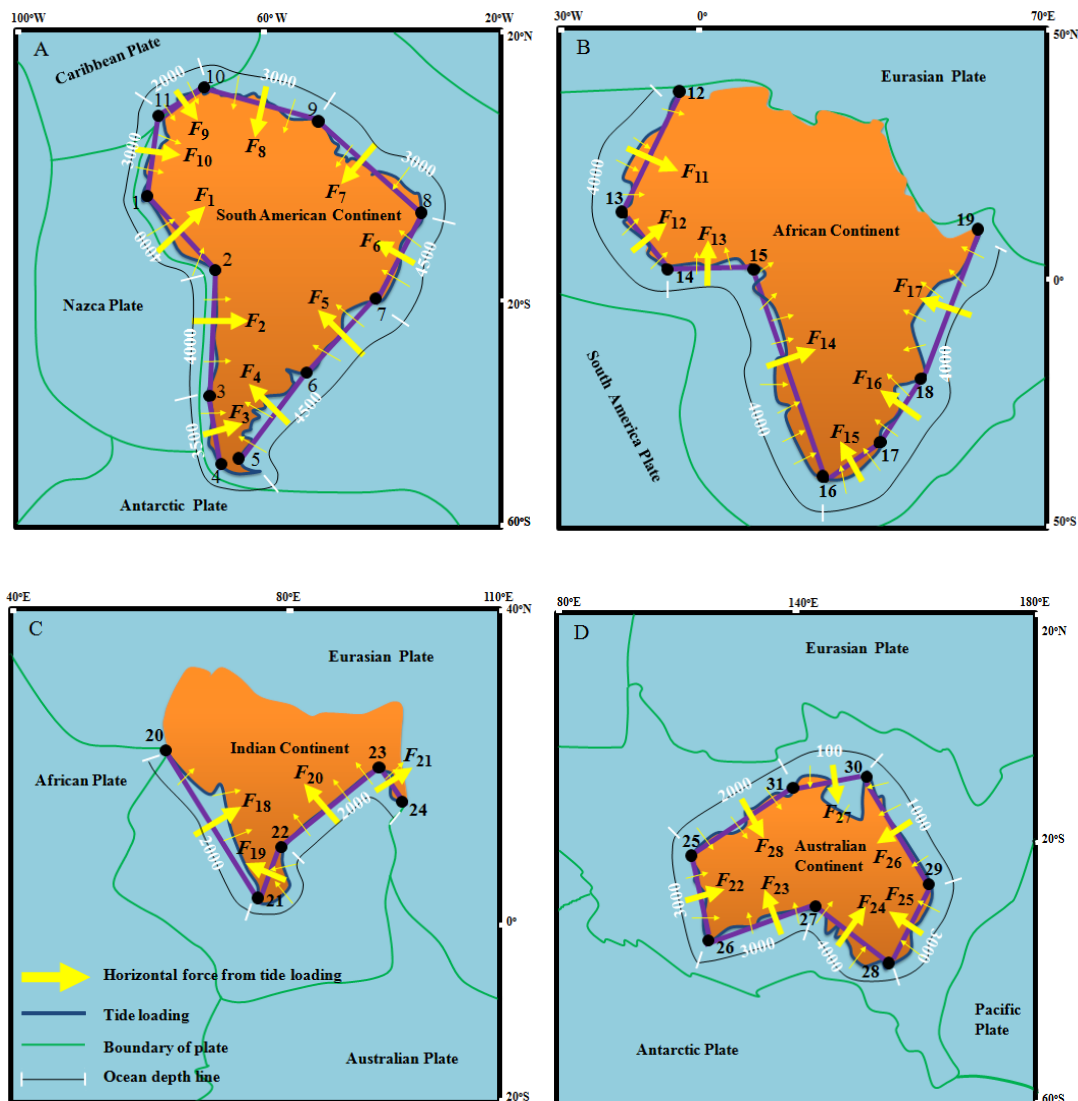 100°W 60°W 20°W
20°N
A
Caribbean Plate
2000
10
3000
11
9
F9
F8
3000
F10
3000
F7
1
F1
South American Continent
8
F6
4500
2
Nazca Plate
7
F5
F2
4000
F4
6
20°S
3
F3
4500
3500
5
4
Antarctic Plate
60°S
30°W 0° 70°E
50°N
B
Eurasian Plate
12
4000
F11
13
F12
F13
African Continent
19
15
14
0°
F17
F14
South America Plate
4000
F16
18
4000
F15
17
16
50°S
40°E 80°E 110°E
40°N
C
Eurasian Plate
20
Indian Continent
23
F21
African Plate
F20
24
F18
2000
22
2000
F19
21
0°
Horizontal force from tide loading
Tide loading
Boundary of plate
Ocean depth line
Australian Plate
20°S
80°E 140°E 180°E
D
20°N
Eurasian Plate
100
30
31
2000
1000
F27
25
F28
Australian Continent
20°S
F26
29
F22
F23
F25
3000
27
F24
26
3000
4000
3000
28
Pacific Plate
Antarctic Plate
60°S